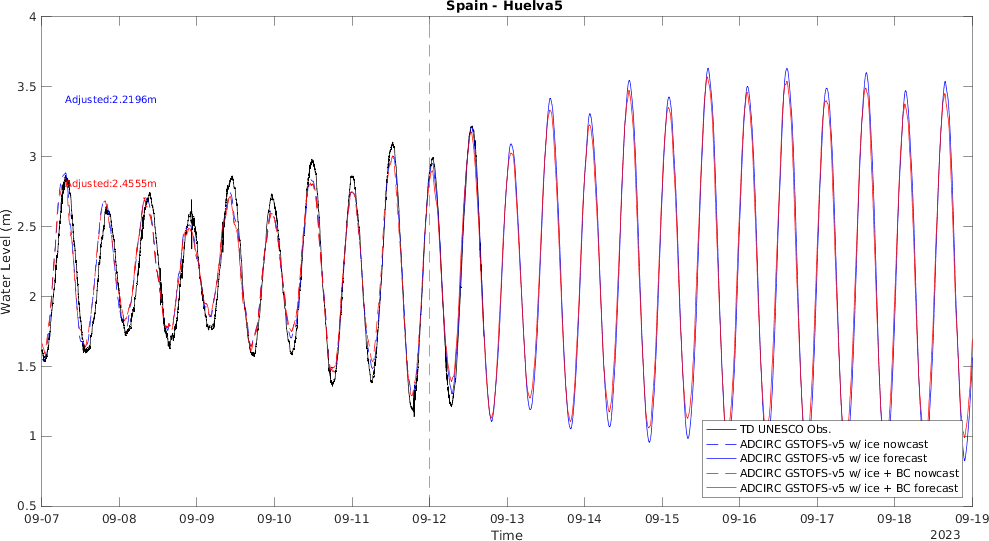 Spain - Huelva5
4
3.5
3
2.5
2
1.5
1
0.5
Water Level (m)
Adjusted:2.2196m
Adjusted:2.4555m
TD UNESCO Obs.
ADCIRC GSTOFS-v5 w/ ice nowcast
ADCIRC GSTOFS-v5 w/ ice forecast
ADCIRC GSTOFS-v5 w/ ice + BC nowcast
ADCIRC GSTOFS-v5 w/ ice + BC forecast
09-07 09-08 09-09 09-10 09-11 09-12 09-13 09-14 09-15 09-16 09-17 09-18 09-19
Time
2023